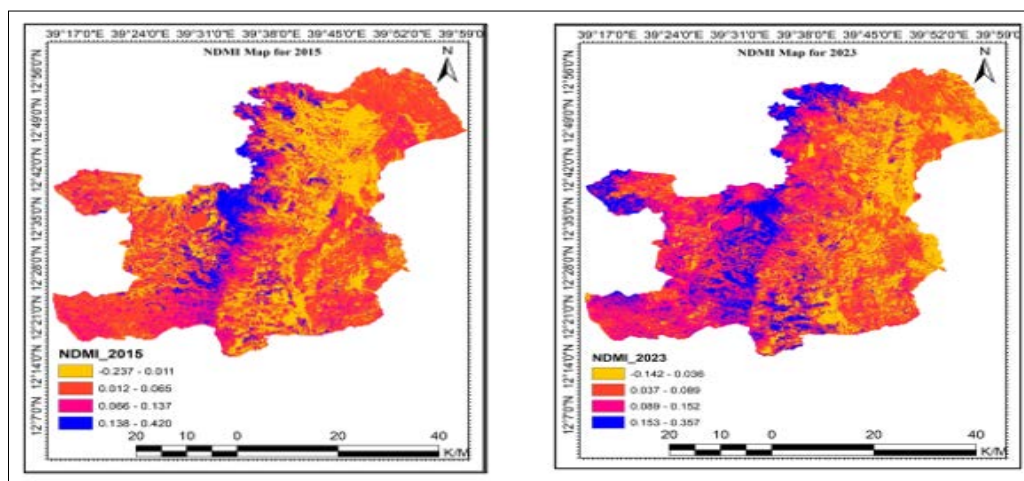 39°17'0"E 39°24'0"E 39°31'0"E 39°38'0"E 39°45'0"E 39°52'0"E 39°59'0
NDMI Map for 2015
N
12°56'0"N
12°49'0"N
12°42'0"N
12°35'0"N
12°28'0"N
12°21'0"N
12°14'0"N
12°7'0"N
NDMI_2015
-0.237 - 0.011
0.012 - 0.065
0.066 - 0.137
0.138 - 0.420
20 10 0 20 40
K/M
39°17'0"E 39°24'0"E 39°31'0"E 39°38'0"E 39°45'0"E 39°52'0"E 39°59'0
NDMI Map for 2023
N
12°56'0"N
12°49'0"N
12°42'0"N
12°35'0"N
12°28'0"N
12°21'0"N
12°14'0"N
12°7'0"N
NDMI_2023
-0.142 - 0.036
0.037 - 0.089
0.089 - 0.152
0.153 - 0.357
20 10 0 20 40
K/M